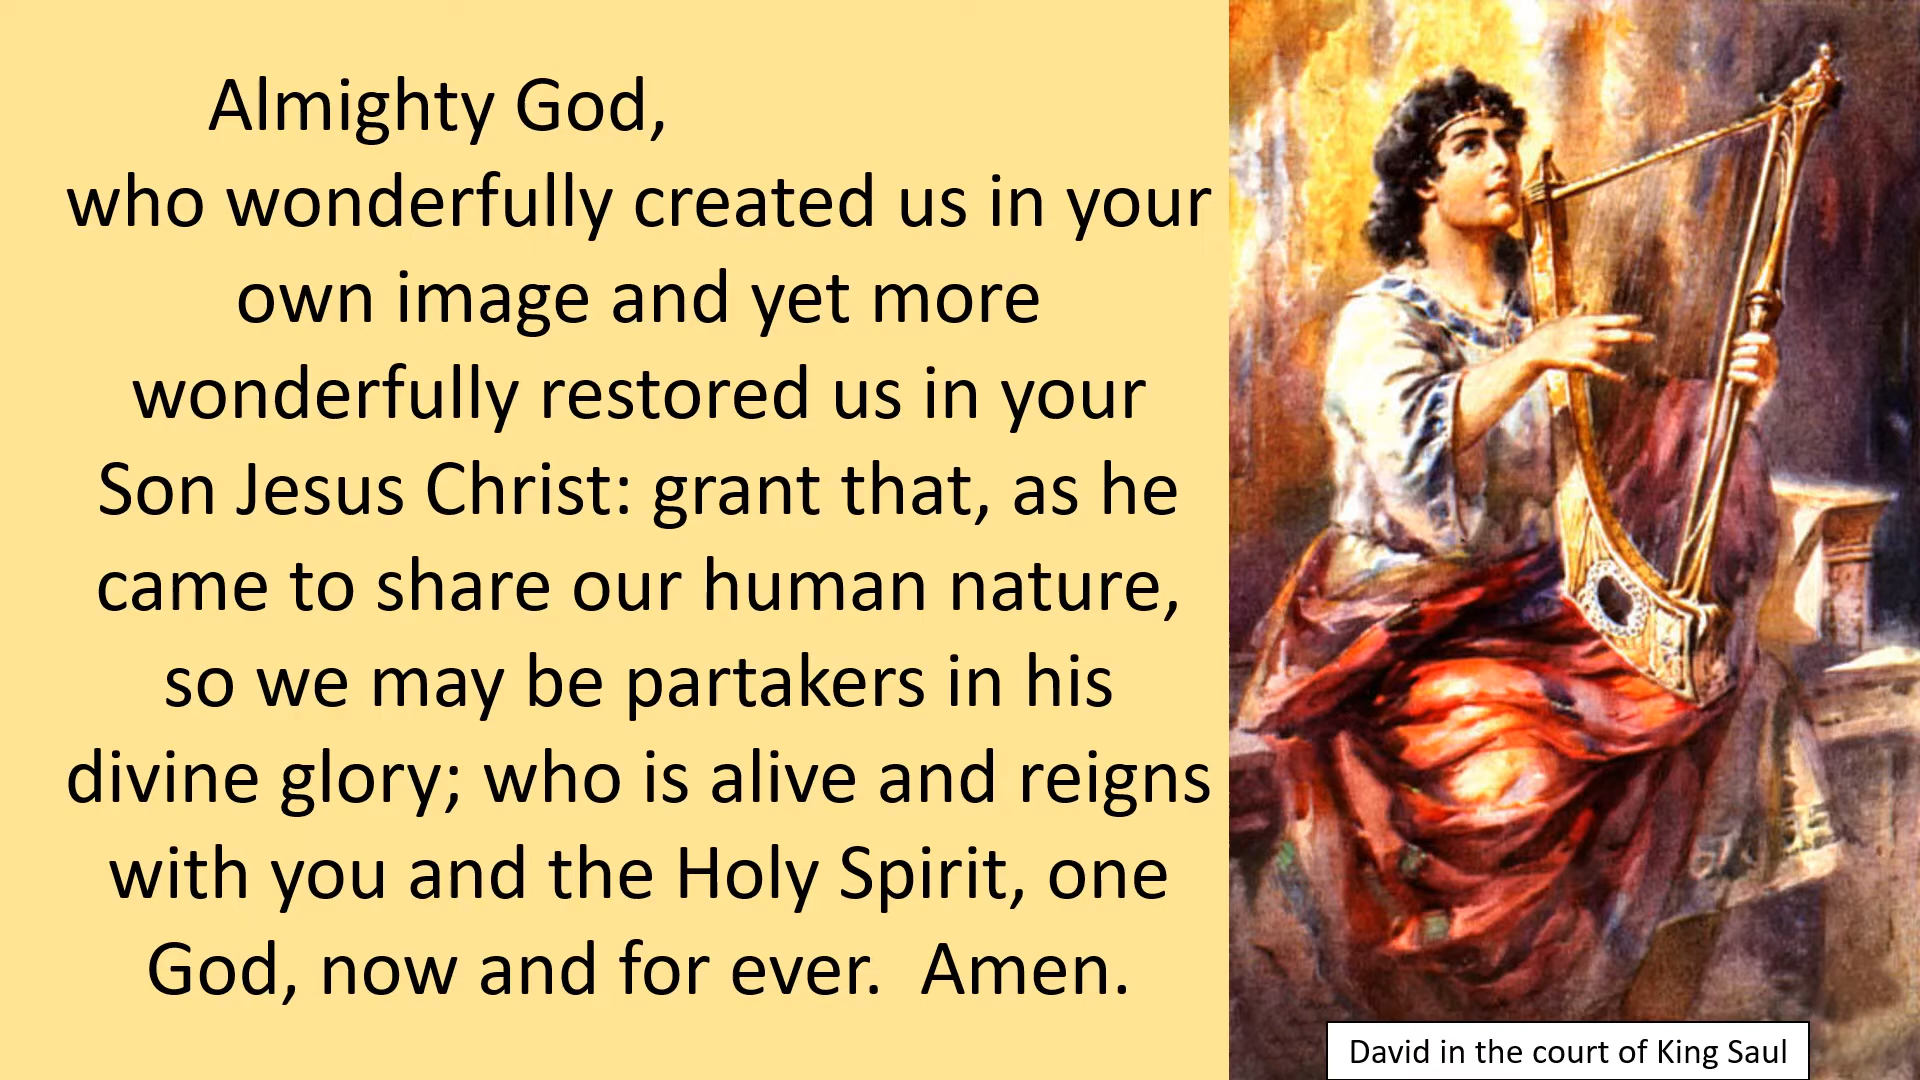 Almighty God,
who wonderfully created us in your
own image and yet more
wonderfully restored us in your
Son Jesus Christ: grant that, as he
came to share our human nature,
so we may be partakers in his
divine glory; who is alive and reigns
with you and the Holy Spirit, one
God, now and for ever.  Amen.
David in the court of King Saul